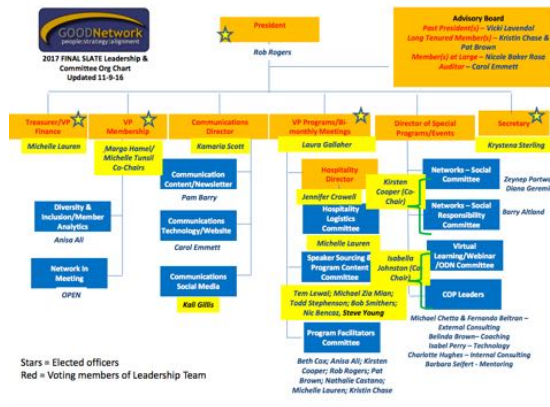 GOODNetwork
people:strategy:alignment
2017 FINAL SLATE Leadership &
Committee Org Chart
Updated 11-9-16
President
Rob Rogers
Advisory Board
Past President(s) – Vicki Lavendol
Long Tenured Member(s) – Kristin Chase &
Pat Brown
Member(s) at Large – Nicole Baker Rosa
Auditor – Carol Emmett
Treasurer/VP
Finance
Michelle Lauren
VP
Membership
Margo Hamel/
Michelle Tunall
Co-Chairs
Diversity &
Inclusion/Member
Analytics
Anisa Ali
Network In
Meeting
OPEN
Communications
Director
Kamaria Scott
Communication
Content/Newsletter
Pam Barry
Communications
Technology/Website
Carol Emmett
Communications
Social Media
Kali Gillis
VP Programs/Bi-
monthly Meetings
Laura Gallaher
Hospitality
Director
Jennifer Crowell
Hospitality
Logistics
Committee
Michelle Lauren
Speaker Sourcing &
Program Content
Committee
Tem Lewal; Michael Zia Mian;
Todd Stephenson; Bob Smithers;
Nic Bencaz, Steve Young
Program Facilitators
Committee
Beth Cox; Anisa Ali; Kirsten
Cooper; Rob Rogers; Pat
Brown; Nathalie Castano;
Michelle Lauren; Kristin Chase
Director of Special
Programs/Events
Kirsten
Cooper (Co-
Chair)
Networks –Social
Committee
Zeynep
Diana
Networks – Social
Responsibility
Committee
Barry Altland
Isabella
Johnston (Co
Chair)
Virtual
Learning/Webinar
/ODN Committee
COP Leaders
Michael Chetta & Fernando Beltran –
External Consulting
Belinda Brown– Coaching
Isabel Perry – Technology
Charlotte Hughes – Internal Consulting
Barbara Seifert - Mentoring
Secretary
Krystena Sterling
Stars = Elected officers
Red = Voting members of Leadership Team